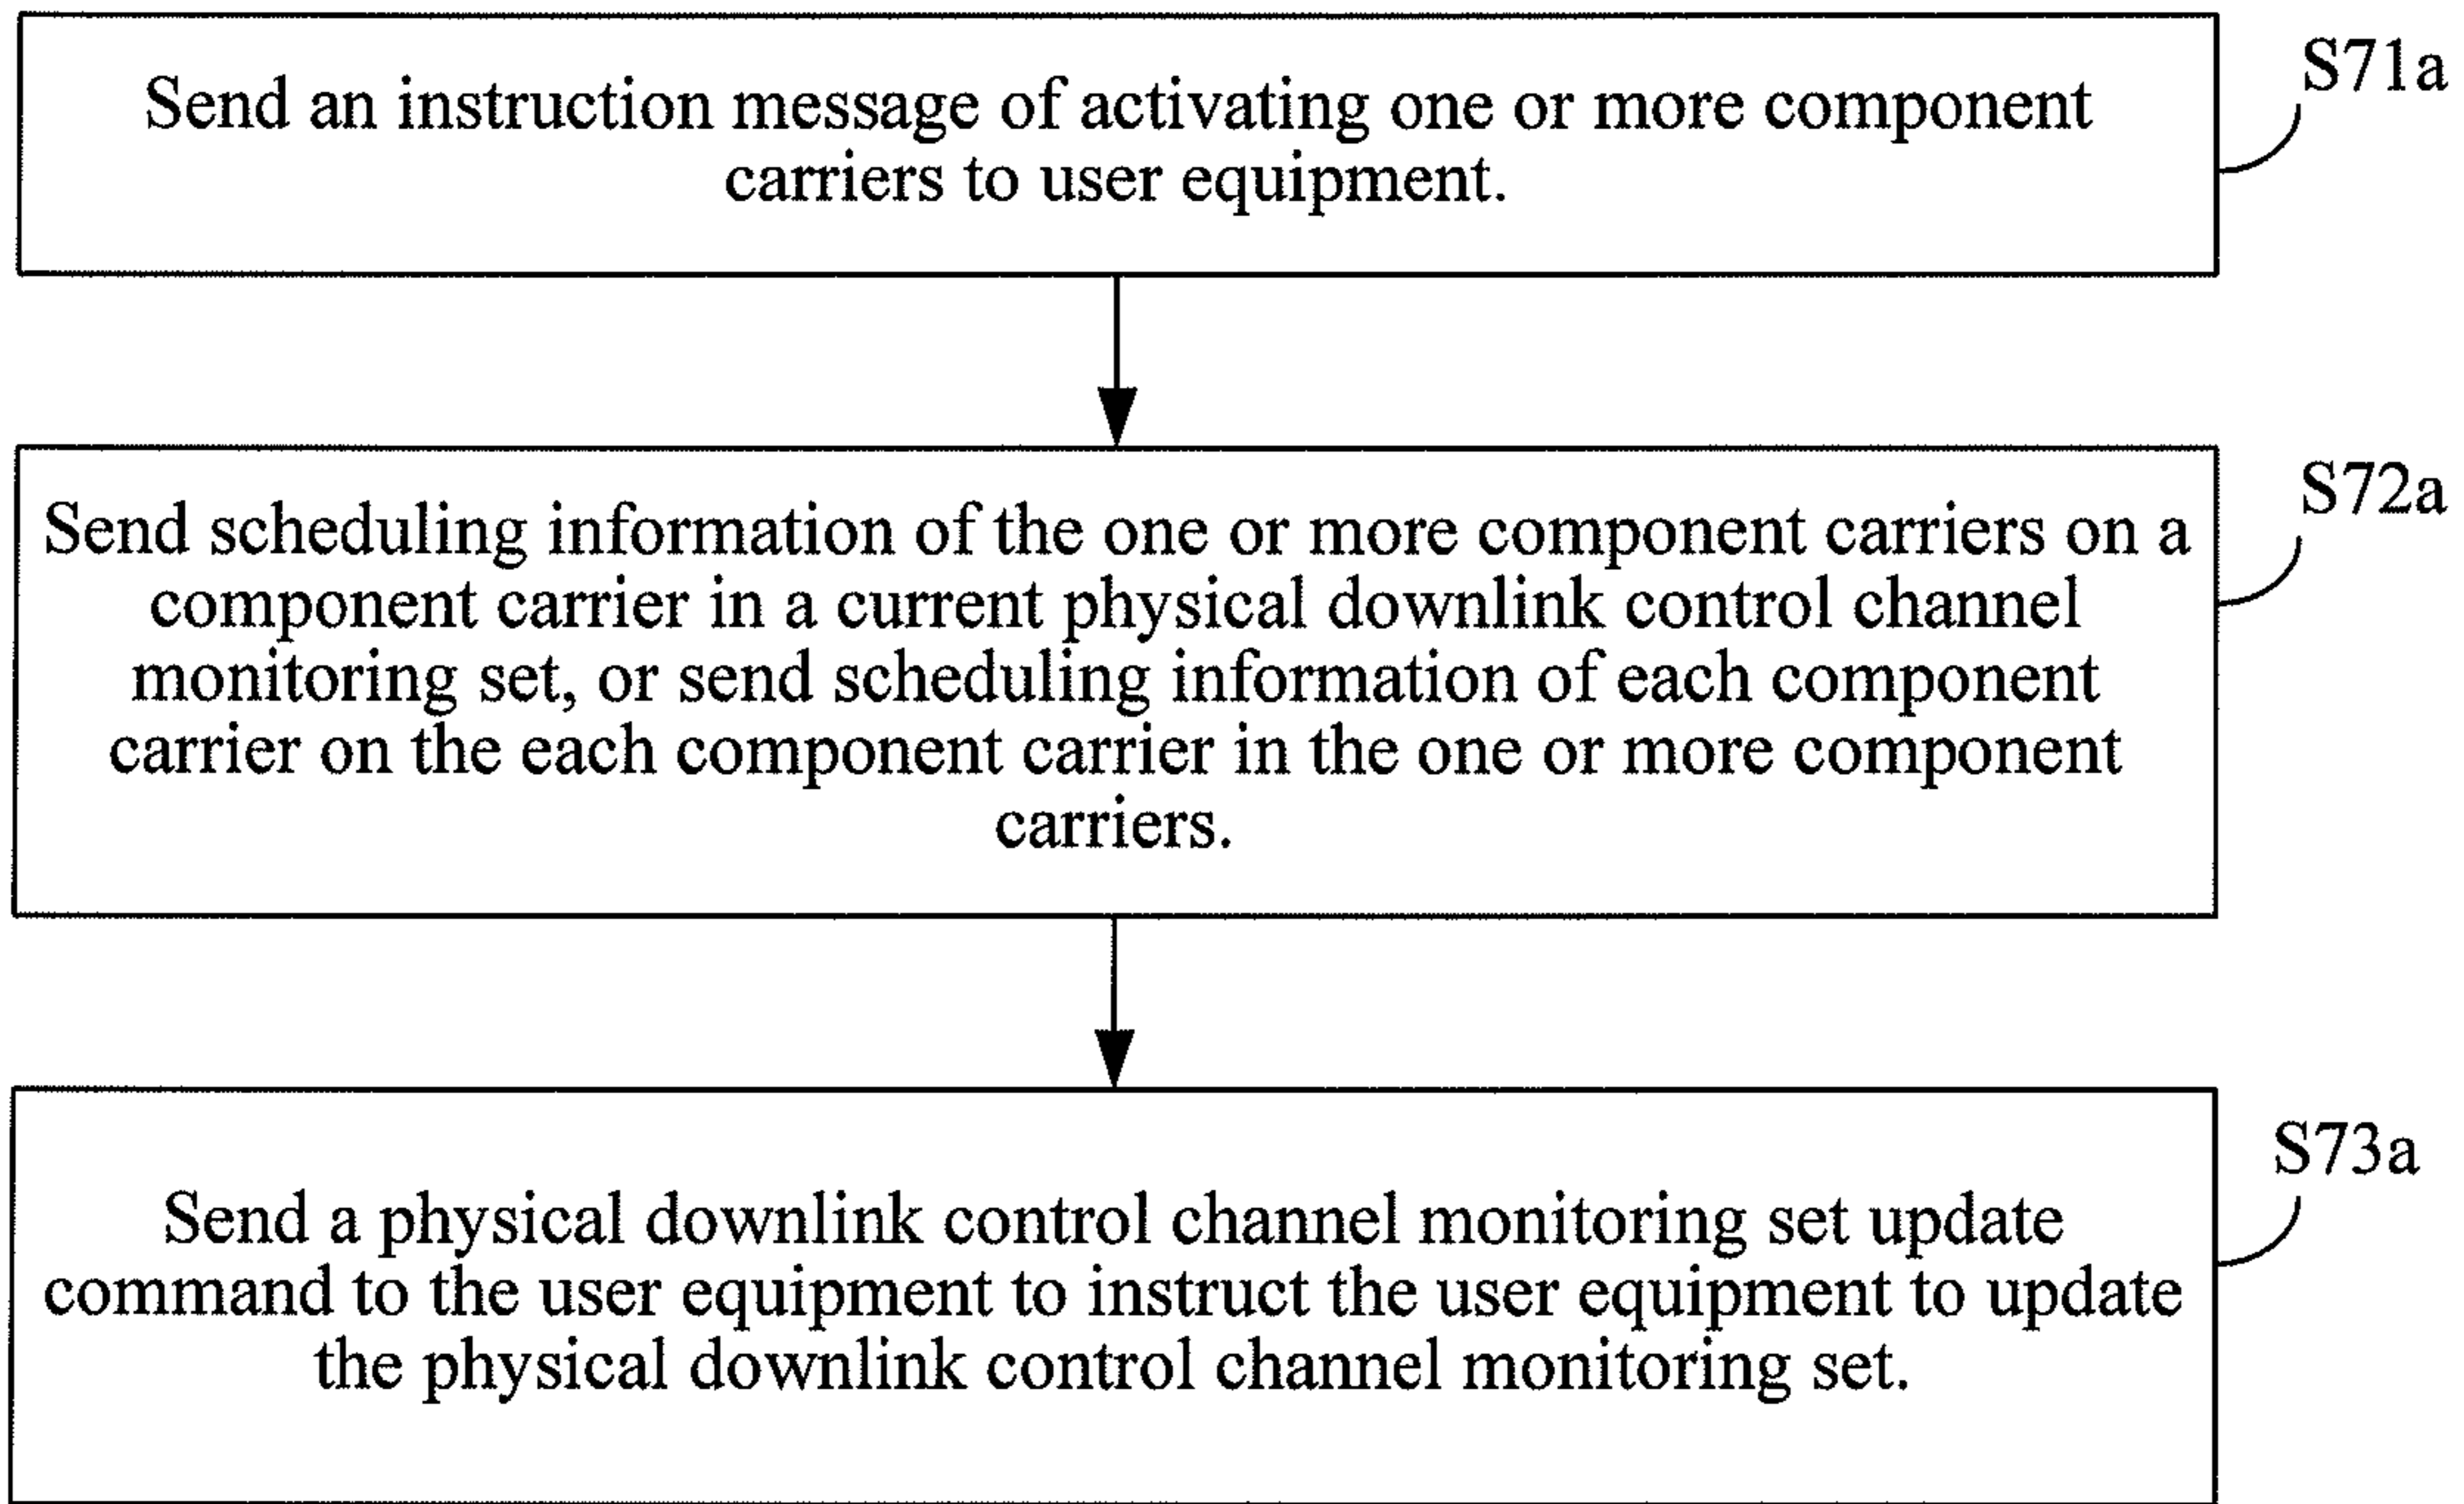 Send an instruction message of activating one or more component
carriers to user equipment.
S71a
Send scheduling information of the one or more component carriers on a
component carrier in a current physical downlink control channel
monitoring set, or send scheduling information of each component
carrier on the each component carrier in the one or more component
carriers.
S72a
Send a physical downlink control channel monitoring set update
command to the user equipment to instruct the user equipment to update
the physical downlink control channel monitoring set.
S73a